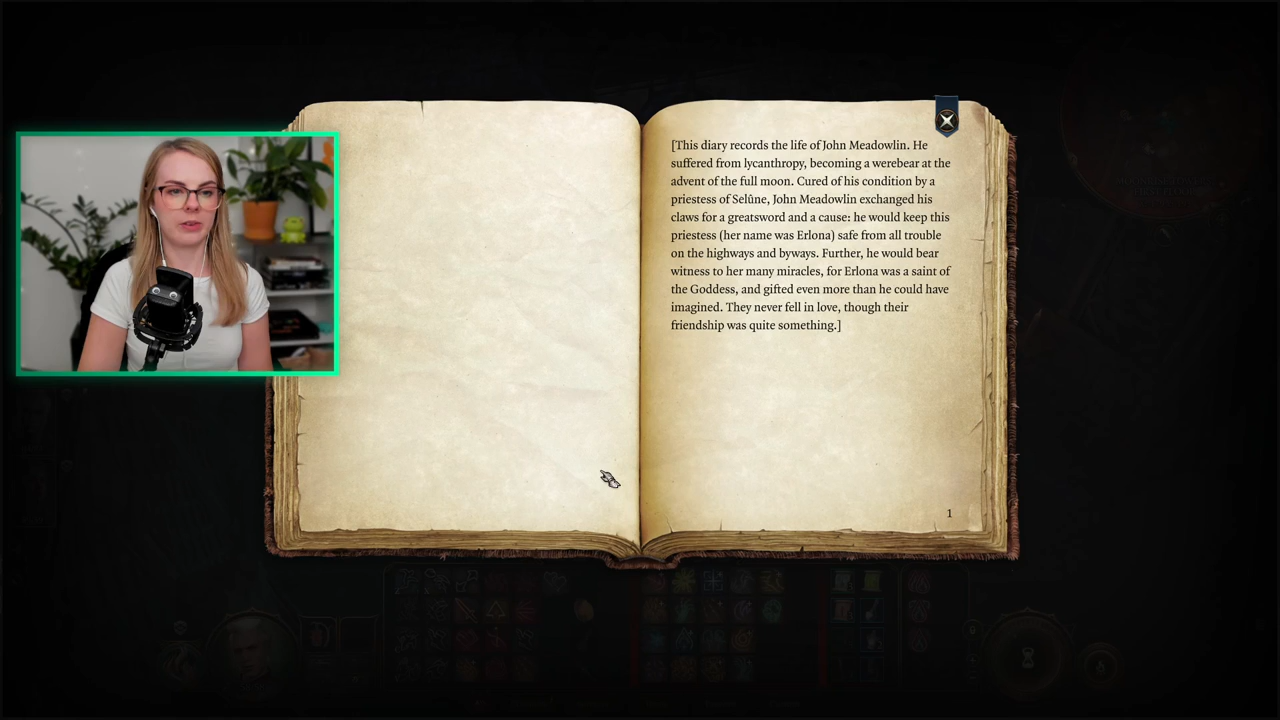 [This diary records the life of John Meadowlin. He
suffered from lycanthropy, becoming a werebear at the
advent of the full moon. Cured of his condition by a
priestess of Selûne, John Meadowlin exchanged his
claws for a greatsword and a cause: he would keep this
priestess (her name was Erlona) safe from all trouble
on the highways and byways. Further, he would bear
witness to her many miracles, for Erlona was a saint of
the Goddess, and gifted even more than he could have
imagined. They never fell in love, though their
friendship was quite something.]
1